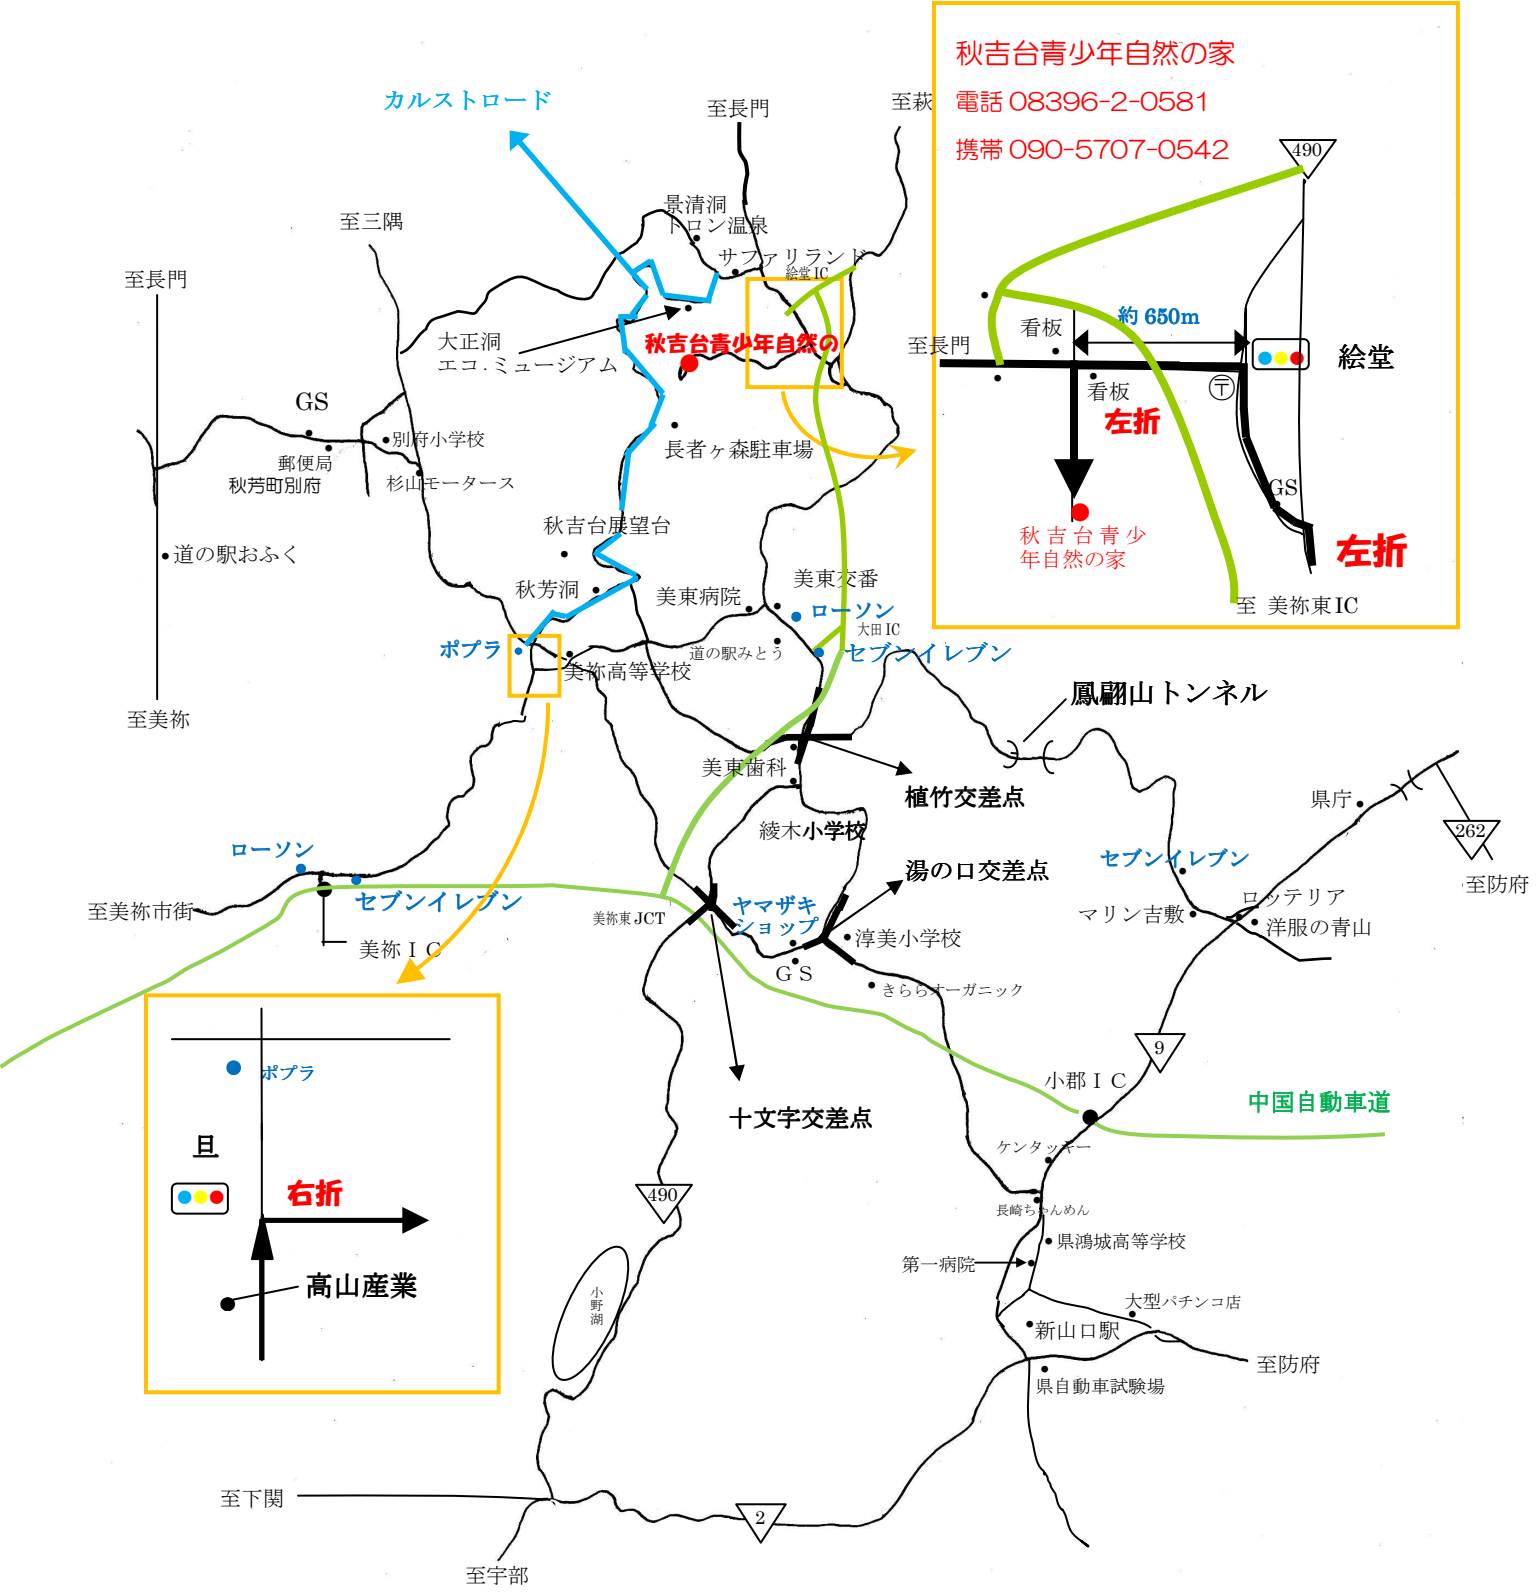 秋吉台青少年自然の家
電話 08396-2-0581
携帯 090-5707-0542
カルストロード
至長門
至萩
490
景清洞
トロン温泉
至三隅
サファリランド
絵堂 IC
至長門
約 650m
看板
至長門
絵堂
大正洞
エコ.ミュージアム
秋吉台青少年自然の
看板
左折
〒
GS
別府小学校
郵便局
長者ヶ森駐車場
秋芳町別府
杉山モータース
GS
秋吉台展望台
秋 吉 台 青 少
年自然の家
左折
道の駅おふく
秋芳洞
美東病院
美東交番
ローソン
大田 IC
至 美祢東 IC
ポプラ
道の駅みとう
セブンイレブン
美祢高等学校
鳳翩山トンネル
至美祢
美東歯科
植竹交差点
県庁
綾木小学校
262
ローソン
湯の口交差点
セブンイレブン
至防府
セブンイレブン
ヤマザキ
ショップ
ロッテリア
至美祢市街
美祢東 JCT
マリン吉敷
洋服の青山
美祢ＩＣ
淳美小学校
ＧＳ
きららオーガニック
9
ポプラ
小郡ＩＣ
中国自動車道
十文字交差点
旦
ケンタッキー
右折
490
長崎ちゃんめん
県鴻城高等学校
第一病院
高山産業
小野湖
大型パチンコ店
新山口駅
至防府
県自動車試験場
至下関
2
至宇部